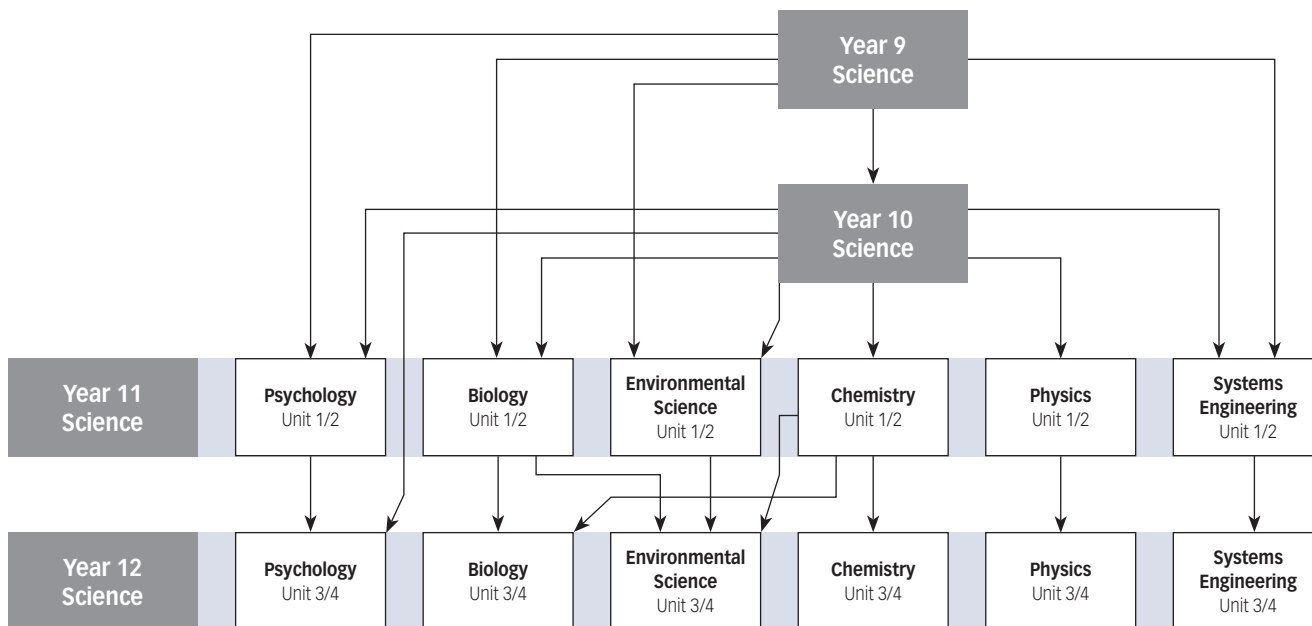 Year 9
Science
Year 10
Science
Year 11
Science
Psychology
Unit 1/2
Biology
Unit 1/2
Environmental
Science
Unit 1/2
Chemistry
Unit 1/2
Physics
Unit 1/2
Systems
Engineering
Unit 1/2
Year 12
Science
Psychology
Unit 3/4
Biology
Unit 3/4
Environmental
Science
Unit 3/4
Chemistry
Unit 3/4
Physics
Unit 3/4
Systems
Engineering
Unit 3/4